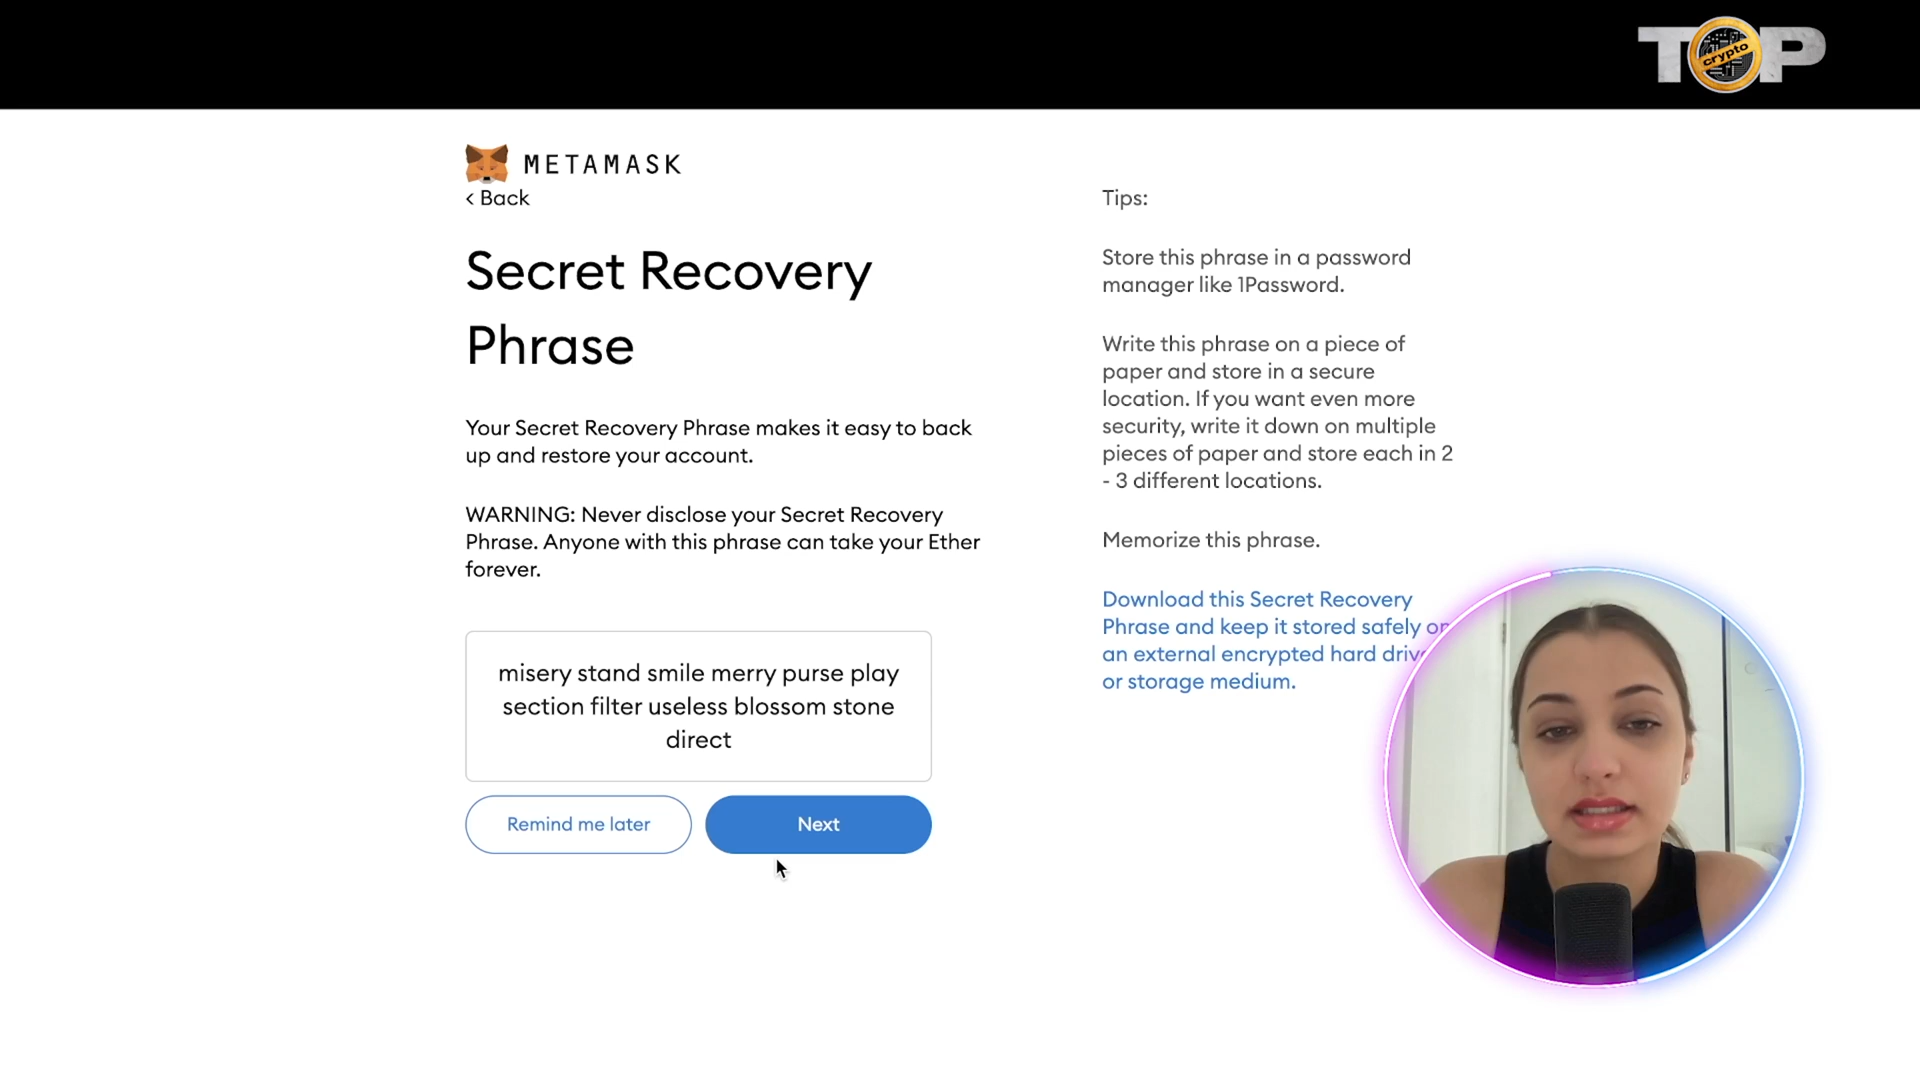 TOP
crypto
METAMASK
< Back
Secret Recovery
Phrase
Your Secret Recovery Phrase makes it easy to back
up and restore your account.
WARNING: Never disclose your Secret Recovery
Phrase. Anyone with this phrase can take your Ether
forever.
misery stand smile merry purse play
section filter useless blossom stone
direct
Remind me later
Next
Tips:
Store this phrase in a password
manager like 1Password.
Write this phrase on a piece of
paper and store in a secure
location. If you want even more
security, write it down on multiple
pieces of paper and store each in 2
- 3 different locations.
Memorize this phrase.
Download this Secret Recovery
Phrase and keep it stored safely
an external encrypted hard
or storage medium.